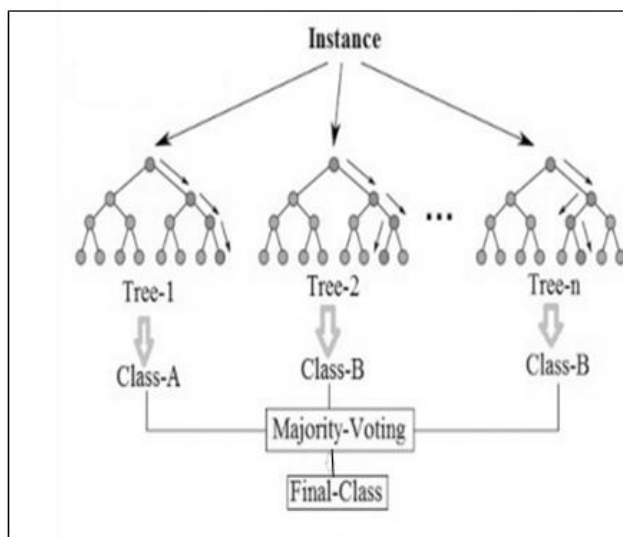 Instance
...
Tree-1 Tree-2 Tree-n
Class-A Class-B Class-B
Majority-Voting
Final-Class